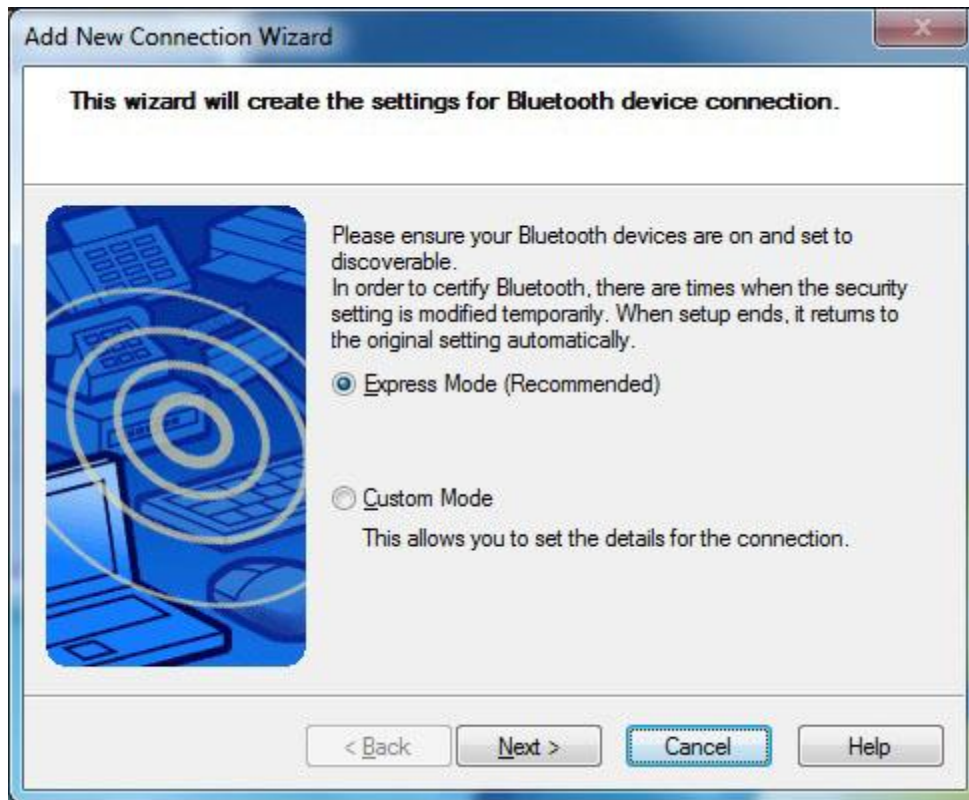 Add New Connection Wizard
This wizard will create the settings for Bluetooth device connection.
Please ensure your Bluetooth devices are on and set to
discoverable.
In order to certify Bluetooth, there are times when the security
setting is modified temporarily. When setup ends, it returns to
the original setting automatically.
Express Mode (Recommended)
Custom Mode
This allows you to set the details for the connection.
< Back Next > Cancel Help